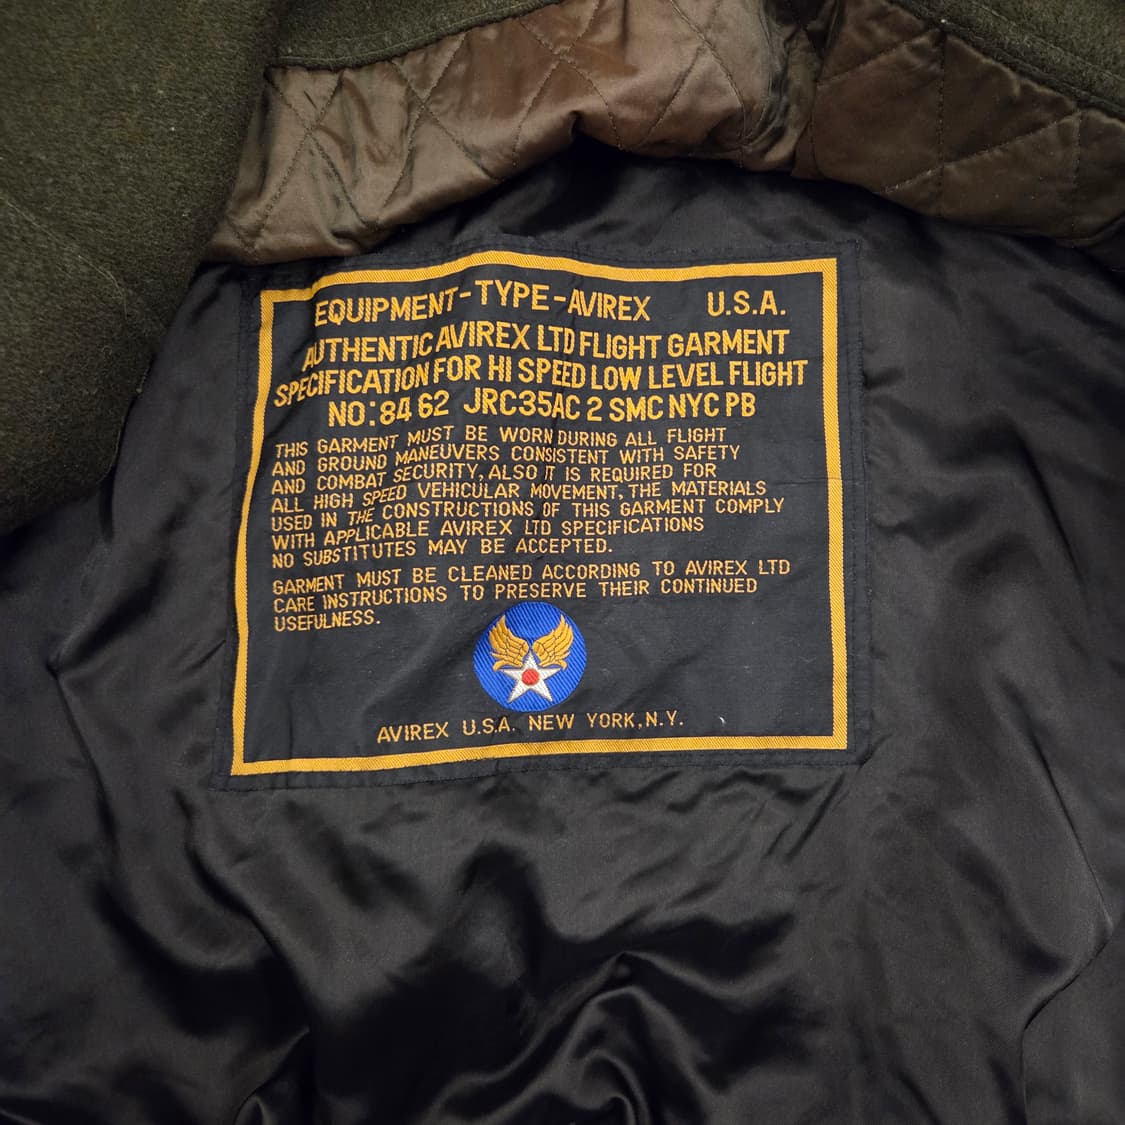 EQUIPMENT-TYPE-AVIREX U.S.A.
AUTHENTIC AVIREX LTD FLIGHT GARMENT
SPECIFICATION FOR HI SPEED LOW LEVEL FLIGHT
NO: 84 62 JRC35AC 2 SMC NYC PB
THIS GARMENT MUST BE WORN DURING ALL FLIGHT
AND GROUND MANEUVERS CONSISTENT WITH SAFETY
AND COMBAT SECURITY, ALSO IT IS REQUIRED FOR
ALL HIGH SPEED VEHICULAR MOVEMENT, THE MATERIALS
USED IN THE CONSTRUCTIONS OF THIS GARMENT COMPLY
WITH APPLICABLE AVIREX LTD SPECIFICATIONS
NO SUBSTITUTES MAY BE ACCEPTED.
GARMENT MUST BE CLEANED ACCORDING TO AVIREX LTD
CARE INSTRUCTIONS TO PRESERVE THEIR CONTINUED
USEFULNESS.
AVIREX U.S.A. NEW YORK, N.Y.